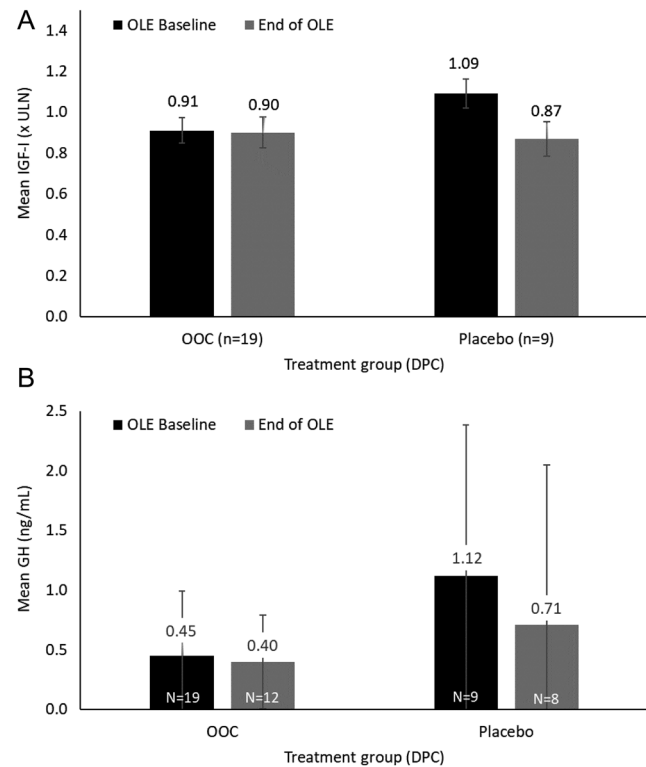 A
OLE Baseline End of OLE
Mean IGF-I (x ULN)
1.4
1.2
1.0
0.8
0.6
0.4
0.2
0.0
0.91
0.90
1.09
0.87
OOC (n=19) Placebo (n=9)
Treatment group (DPC)
B
OLE Baseline End of OLE
Mean GH (ng/mL)
2.5
2.0
1.5
1.0
0.5
0.0
0.45
0.40
1.12
0.71
N=19 N=12 N=9 N=8
OOC Placebo
Treatment group (DPC)